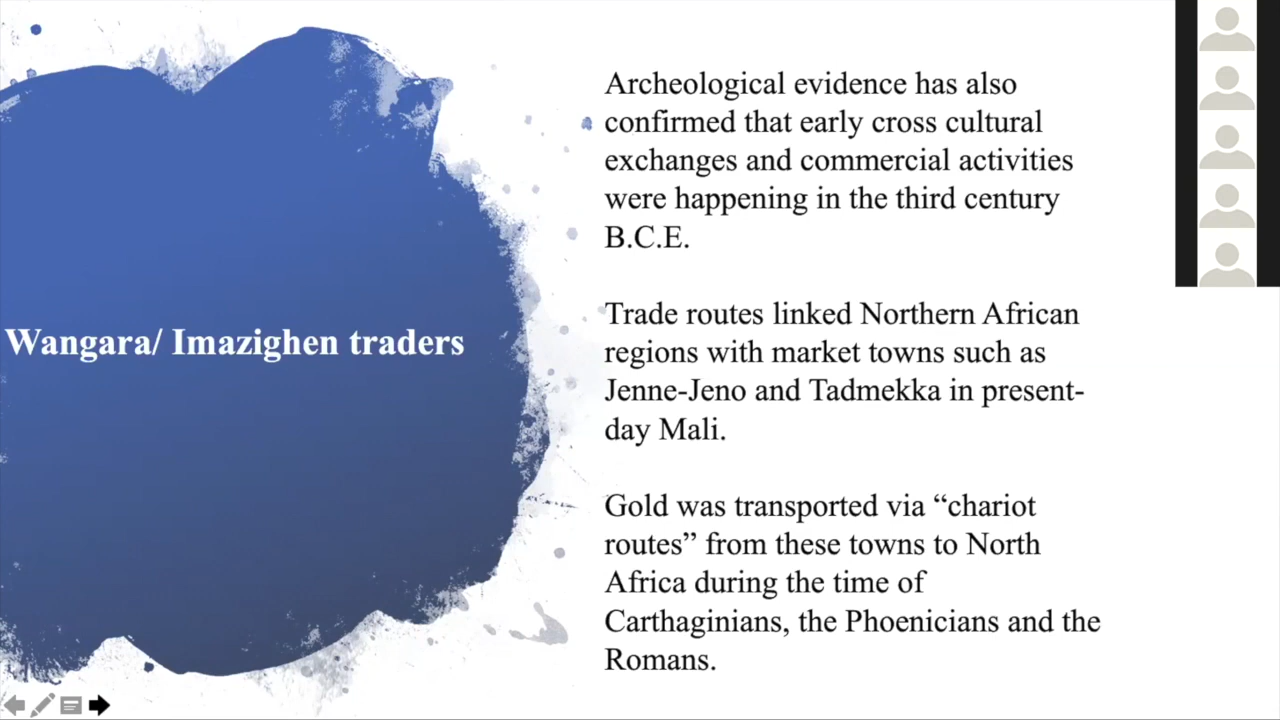 Wangara/ Imazighen traders
Archeological evidence has also
confirmed that early cross cultural
exchanges and commercial activities
were happening in the third century
B.C.E.
Trade routes linked Northern African
regions with market towns such as
Jenne-Jeno and Tadmekka in present-
day Mali.
Gold was transported via “chariot
routes” from these towns to North
Africa during the time of
Carthaginians, the Phoenicians and the
Romans.